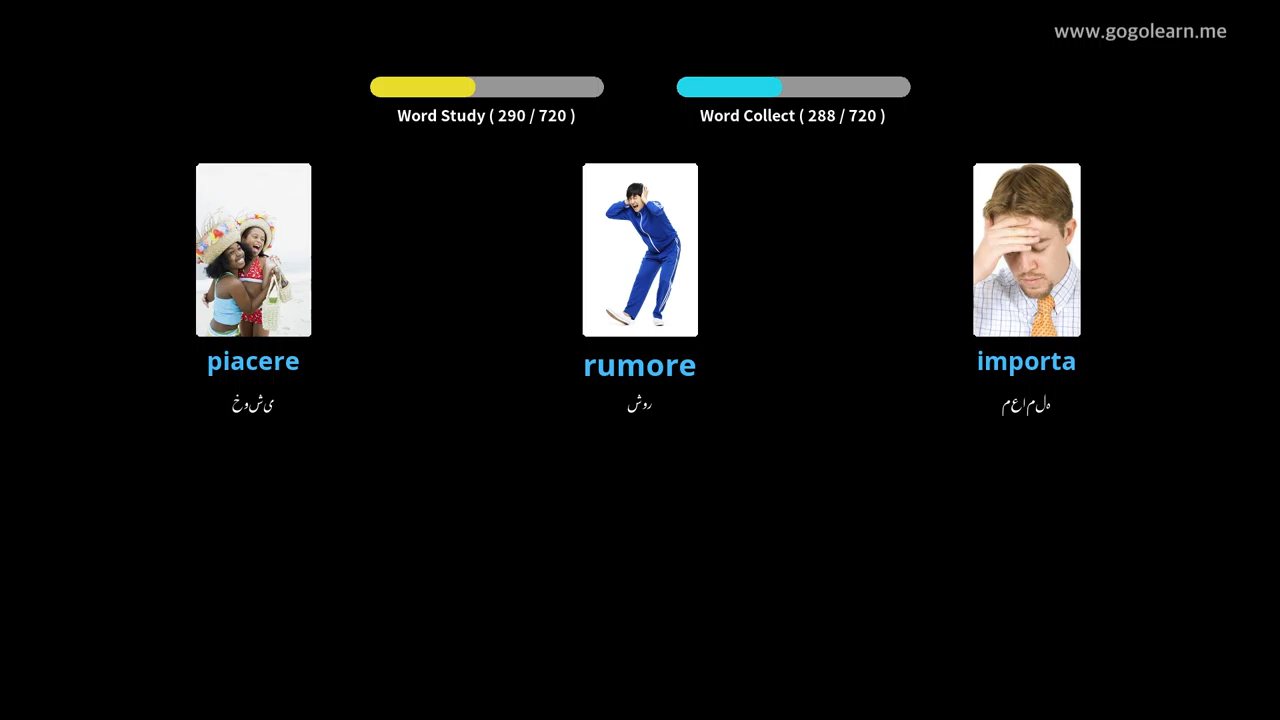 www.gogolearn.me
Word Study ( 290 / 720 )
Word Collect ( 288 / 720 )
piacere
rumore
importa
خوشی
شور
معاملہ